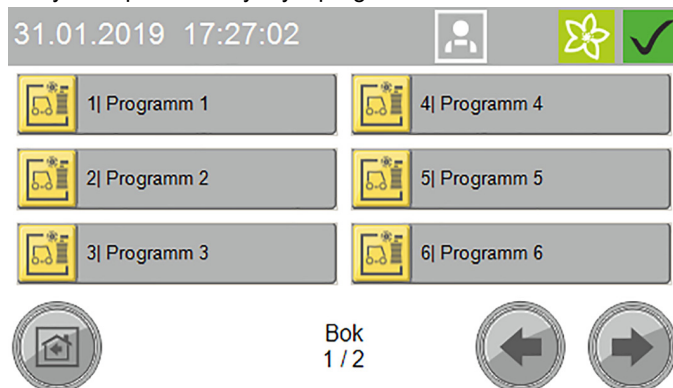 31.01.2019 17:27:02
1| Programm 1
4| Programm 4
2| Programm 2
5| Programm 5
3| Programm 3
6| Programm 6
Bok
1 / 2